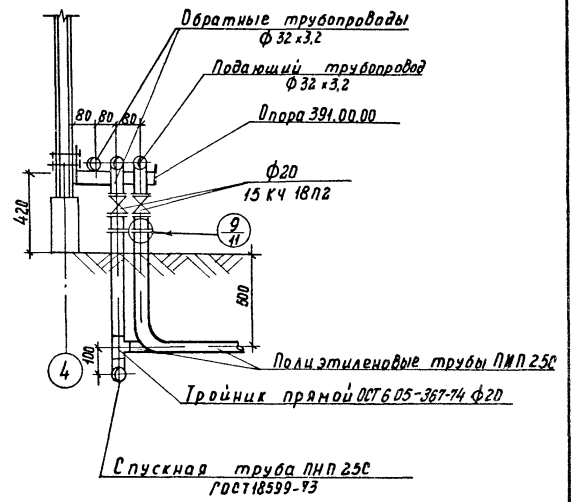 Обратные трубопроводы
Ф 32 х 3,2
Подающий трубопровод
Ф 32 х 3,2
80 80 80
Опора 391.00.00
Ф20
15 КЧ 18П2
420
9
11
500
100
4
Полиэтиленовые трубы ПНП 25С
Тройник прямой ОСТ 6.05-367-74 Ф 20
Спускная труба ПНП 25С
ГОСТ 18599-73